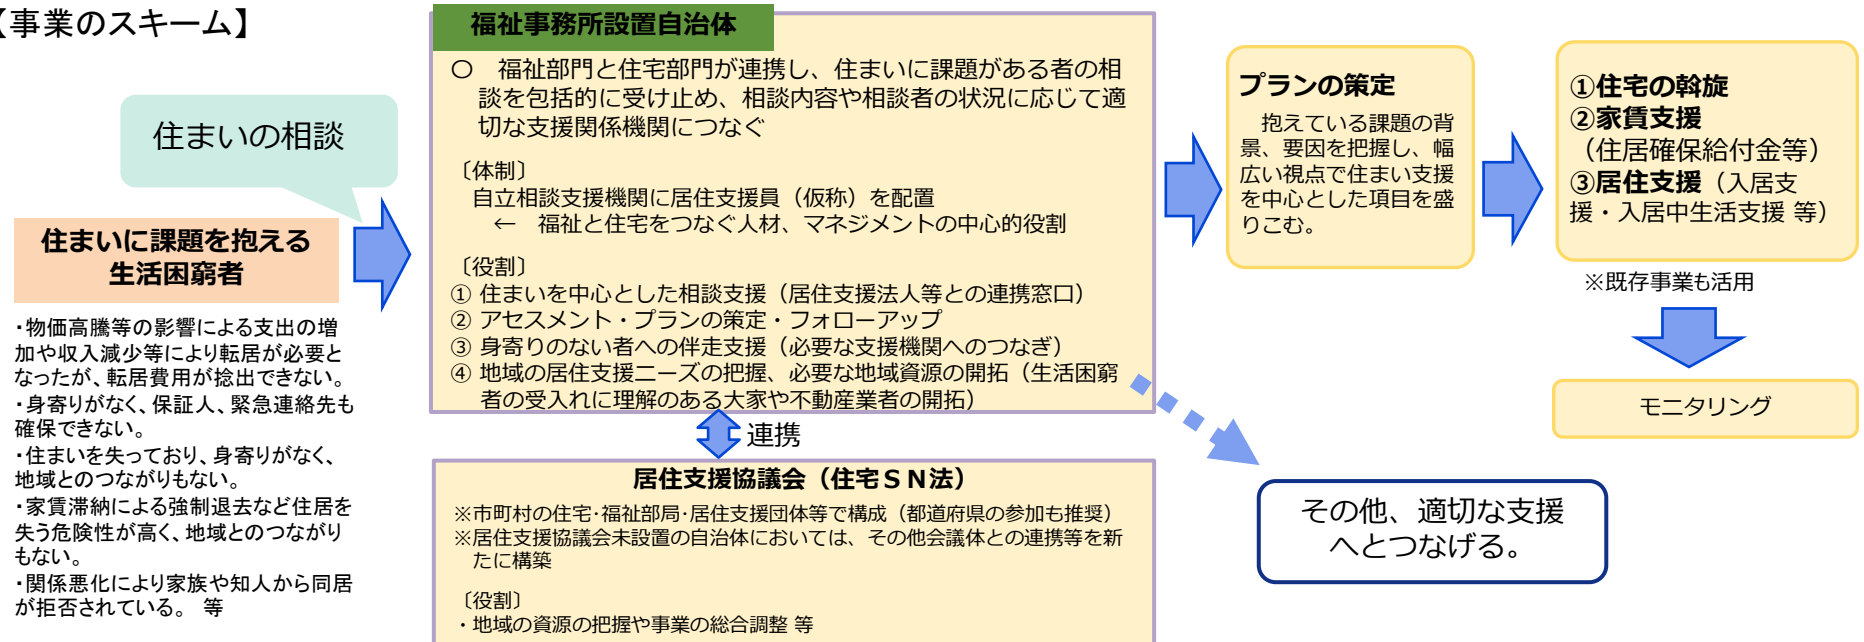 【事業のスキーム】
住まいの相談
住まいに課題を抱える
生活困窮者
・物価高騰等の影響による支出の増
加や収入減少等により転居が必要と
なったが、転居費用が捻出できない。
・身寄りがなく、保証人、緊急連絡先も
確保できない。
・住まいを失っており、身寄りがなく、
地域とのつながりもない。
・家賃滞納による強制退去など住居を
失う危険性が高く、地域とのつながり
もない。
・関係悪化により家族や知人から同居
が拒否されている。　等
福祉事務所設置自治体
〇　福祉部門と住宅部門が連携し、住まいに課題がある者の相
談を包括的に受け止め、相談内容や相談者の状況に応じて適
切な支援関係機関につなぐ
〔体制〕
自立相談支援機関に居住支援員（仮称）を配置
←　福祉と住宅をつなぐ人材、マネジメントの中心的役割
〔役割〕
① 住まいを中心とした相談支援（居住支援法人等との連携窓口）
② アセスメント・プランの策定・フォローアップ
③ 身寄りのない者への伴走支援（必要な支援機関へのつなぎ）
④ 地域の居住支援ニーズの把握、必要な地域資源の開拓（生活困窮
者の受入れに理解のある大家や不動産業者の開拓）
連携
居住支援協議会（住宅ＳＮ法）
※市町村の住宅･福祉部局･居住支援団体等で構成（都道府県の参加も推奨）
※居住支援協議会未設置の自治体においては、その他会議体との連携等を新
たに構築
〔役割〕
・地域の資源の把握や事業の総合調整 等
プランの策定
抱えている課題の背
景、要因を把握し、幅
広い視点で住まい支援
を中心とした項目を盛
りこむ。
①住宅の斡旋
②家賃支援
（住居確保給付金等）
③居住支援（入居支
援・入居中生活支援 等）
※既存事業も活用
モニタリング
その他、適切な支援
へとつなげる。